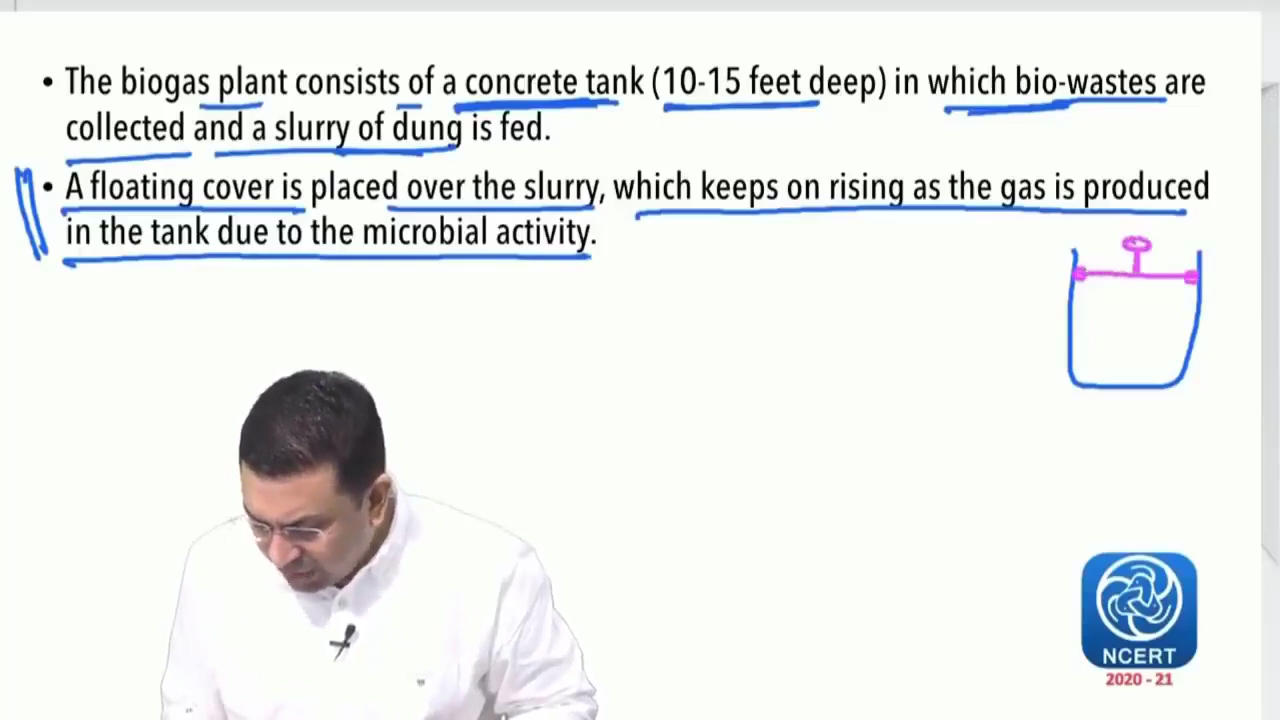 • The biogas plant consists of a concrete tank (10-15 feet deep) in which bio-wastes are
collected and a slurry of dung is fed.
• A floating cover is placed over the slurry, which keeps on rising as the gas is produced
in the tank due to the microbial activity.
NCERT
2020 - 21